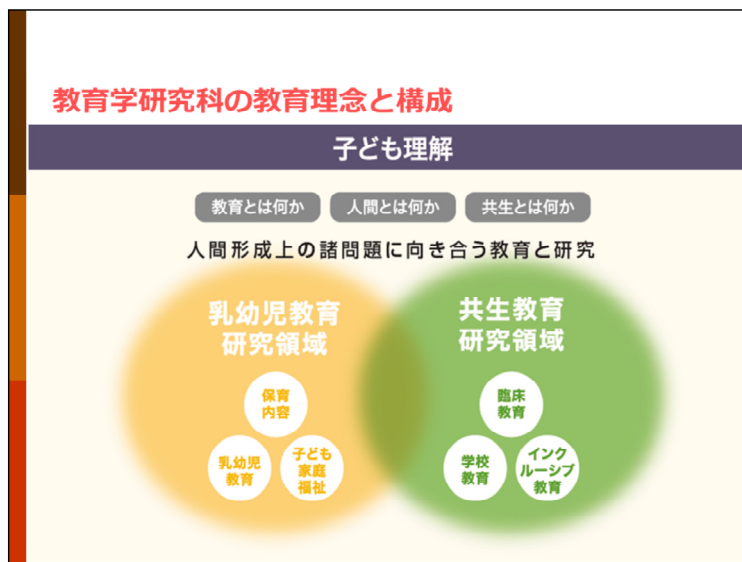 教育学研究科の教育理念と構成
子ども理解
教育とは何か 人間とは何か 共生とは何か
人間形成上の諸問題に向き合う教育と研究
乳幼児教育
研究領域
保育
内容
乳幼児
教育
子ども
家庭
福祉
共生教育
研究領域
臨床
教育
学校
教育
インク
ルーシブ
教育